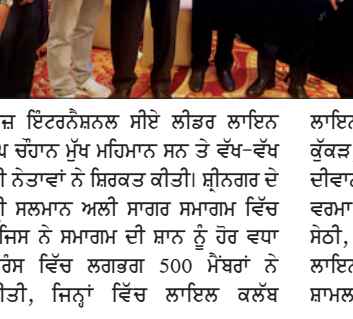 ਜ਼ ਇੰਟਰਨੈਸ਼ਨਲ ਸੀਏ ਲੀਡਰ ਲਾਇਨ
ਚੌਹਾਨ ਮੁੱਖ ਮਹਿਮਾਨ ਸਨ ਤੇ ਵੱਖ-ਵੱਖ
ਨੇਤਾਵਾਂ ਨੇ ਸ਼ਿਰਕਤ ਕੀਤੀ। ਸ਼੍ਰੀਨਗਰ ਦੇ
ਸਲਮਾਨ ਅਲੀ ਸਾਗਰ ਸਮਾਗਮ ਵਿੱਚ
ਜਿਸ ਨੇ ਸਮਾਗਮ ਦੀ ਸ਼ਾਨ ਨੂੰ ਹੋਰ ਵਧਾ
ਰੰਸ ਵਿੱਚ ਲਗਭਗ 500 ਮੈਂਬਰਾਂ ਨੇ
ੀਤੀ, ਜਿਨ੍ਹਾਂ ਵਿੱਚ ਲਾਇਲ ਕਲੱਬ
ਲਾਇਨ
ਕੁੱਕੜ
ਦੀਵਾਨ
ਵਰਮਾ
ਸੇਠੀ,
ਲਾਇਨ
ਸ਼ਾਮਲ